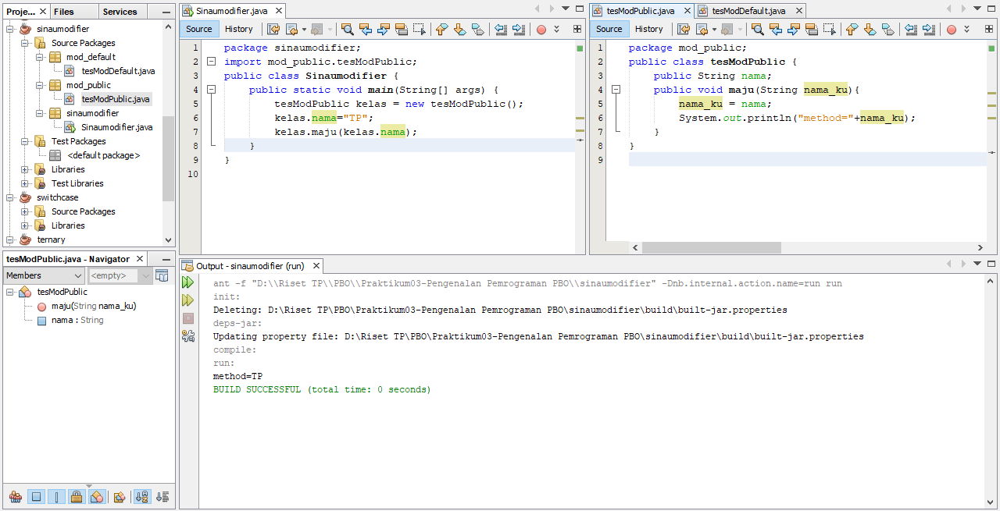 Proje... × Files Services
sinaumodifier
Source Packages
mod_default
tesModDefault.java
mod_public
tesModPublic.java
sinaumodifier
Sinaumodifier.java
Test Packages
<default package>
Libraries
Test Libraries
switchcase
Source Packages
Libraries
ternary
tesModPublic.java - Navigator ×
Members <empty>
tesModPublic
maju(String nama_ku)
nama : String
Sinaumodifier.java ×
Source History
1 package sinaumodifier;
2 import mod_public.tesModPublic;
3 public class Sinaumodifier {
4 public static void main(String[] args) {
5 tesModPublic kelas = new tesModPublic();
6 kelas.nama="TP";
7 kelas.maju(kelas.nama);
8 }
9 }
10
tesModPublic.java × tesModDefault.java ×
Source History
1 package mod_public;
2 public class tesModPublic {
3 public String nama;
4 public void maju(String nama_ku){
5 nama_ku = nama;
6 System.out.println("method="+nama_ku);
7 }
8 }
9
Output - sinaumodifier (run) ×
ant -f "D:\\Riset TP\\PBO\\Praktikum03-Pengenalan Pemrograman PBO\\sinaumodifier" -Dnb.internal.action.name=run run
init:
Deleting: D:\Riset TP\PBO\Praktikum03-Pengenalan Pemrograman PBO\sinaumodifier\build\built-jar.properties
deps-jar:
Updating property file: D:\Riset TP\PBO\Praktikum03-Pengenalan Pemrograman PBO\sinaumodifier\build\built-jar.properties
compile:
run:
method=TP
BUILD SUCCESSFUL (total time: 0 seconds)